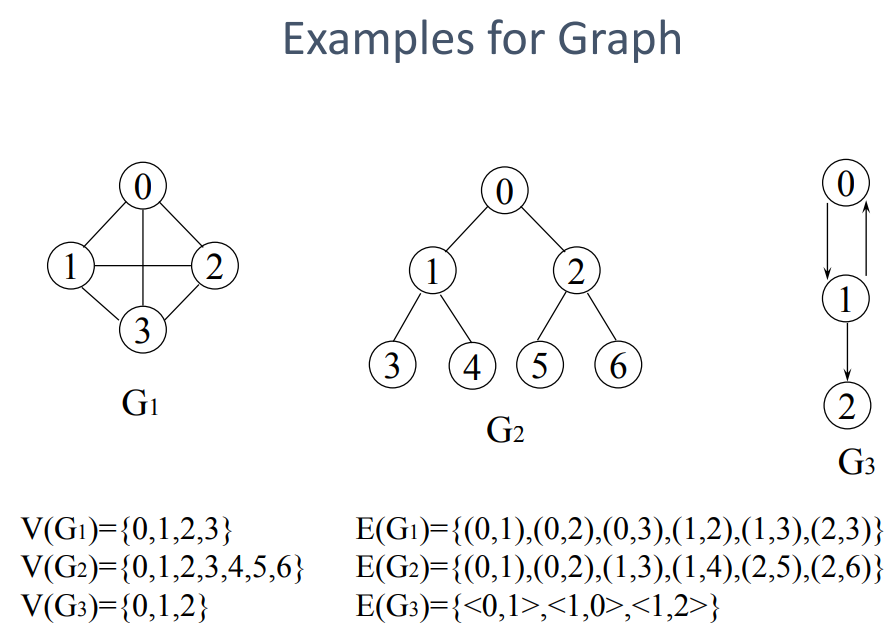 Examples for Graph
0
1
2
3
G1
0
1
2
3
4
5
6
G2
0
1
2
G3
V(G1)={0,1,2,3}
E(G1)={(0,1),(0,2),(0,3),(1,2),(1,3),(2,3)}
V(G2)={0,1,2,3,4,5,6}
E(G2)={(0,1),(0,2),(1,3),(1,4),(2,5),(2,6)}
V(G3)={0,1,2}
E(G3)={<0,1>,<1,0>,<1,2>}